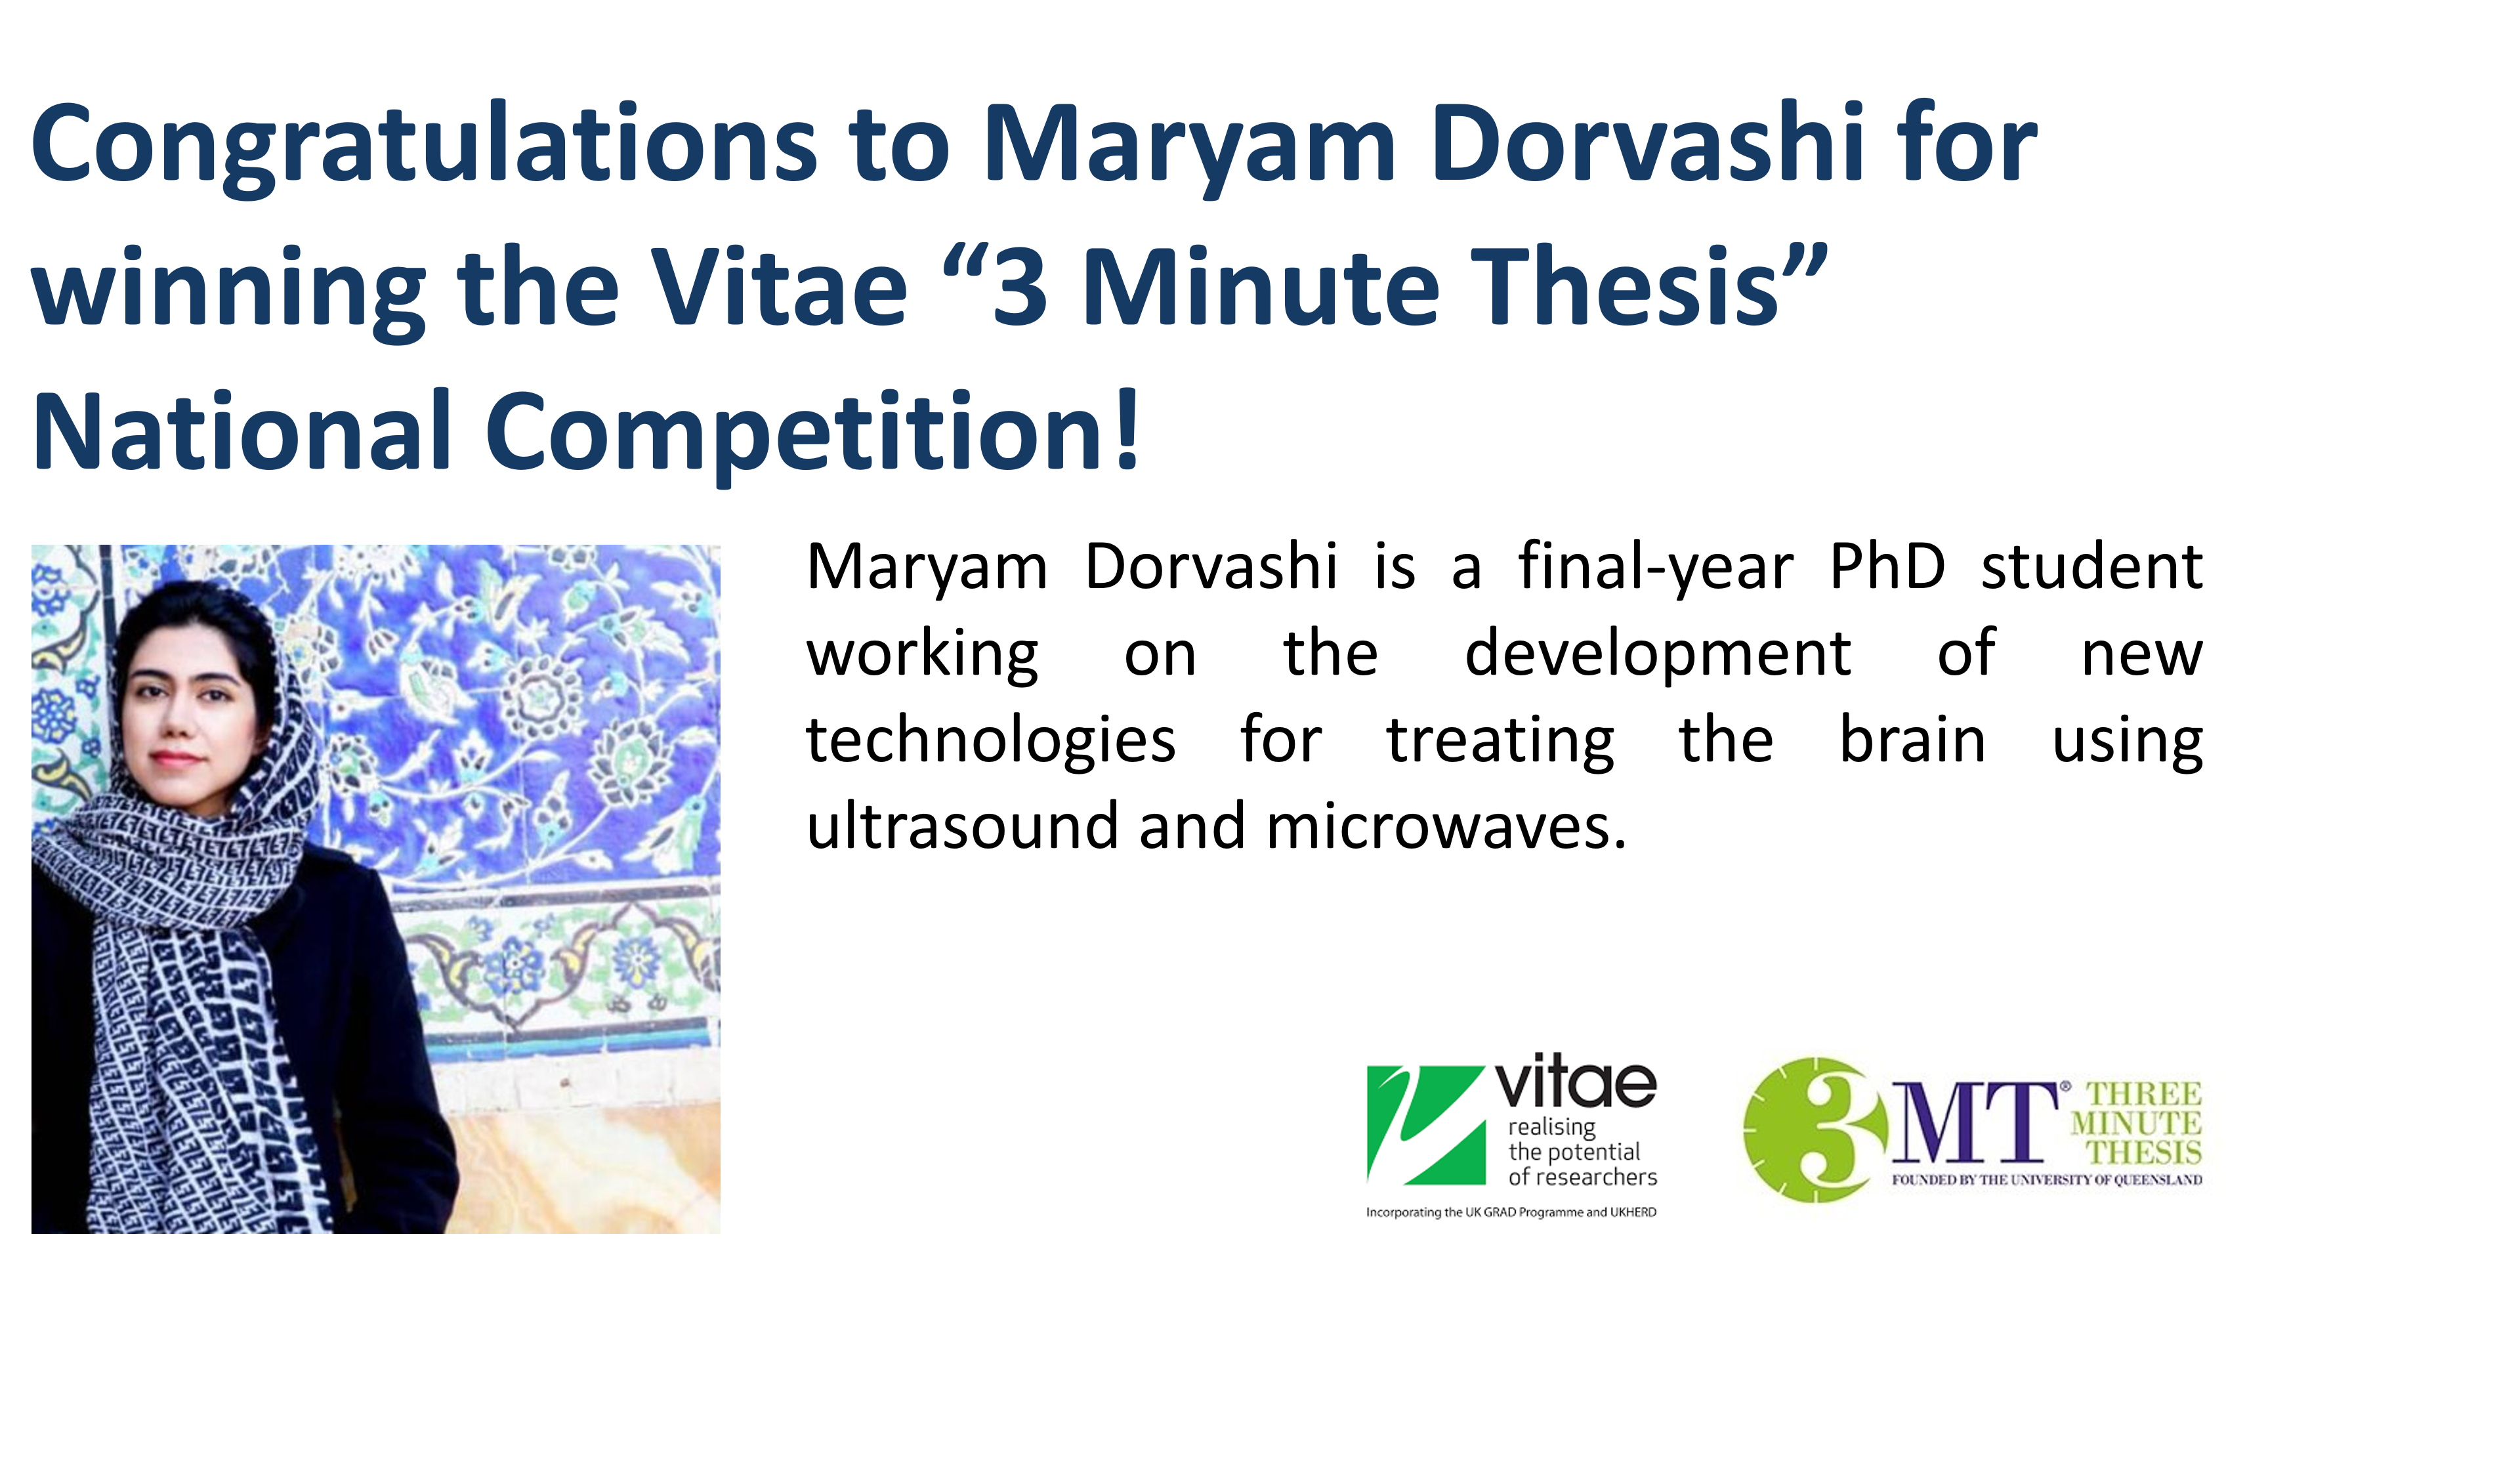 Congratulations to Maryam Dorvashi for
winning the Vitae “3 Minute Thesis”
National Competition!
Maryam Dorvashi is a final-year PhD student
working on the development of new
technologies for treating the brain using
ultrasound and microwaves.
vitae
realising
the potential
of researchers
Incorporating the UK GRAD Programme and UKHERD
3MT®
THREE
MINUTE
THESIS
FOUNDED BY THE UNIVERSITY OF QUEENSLAND